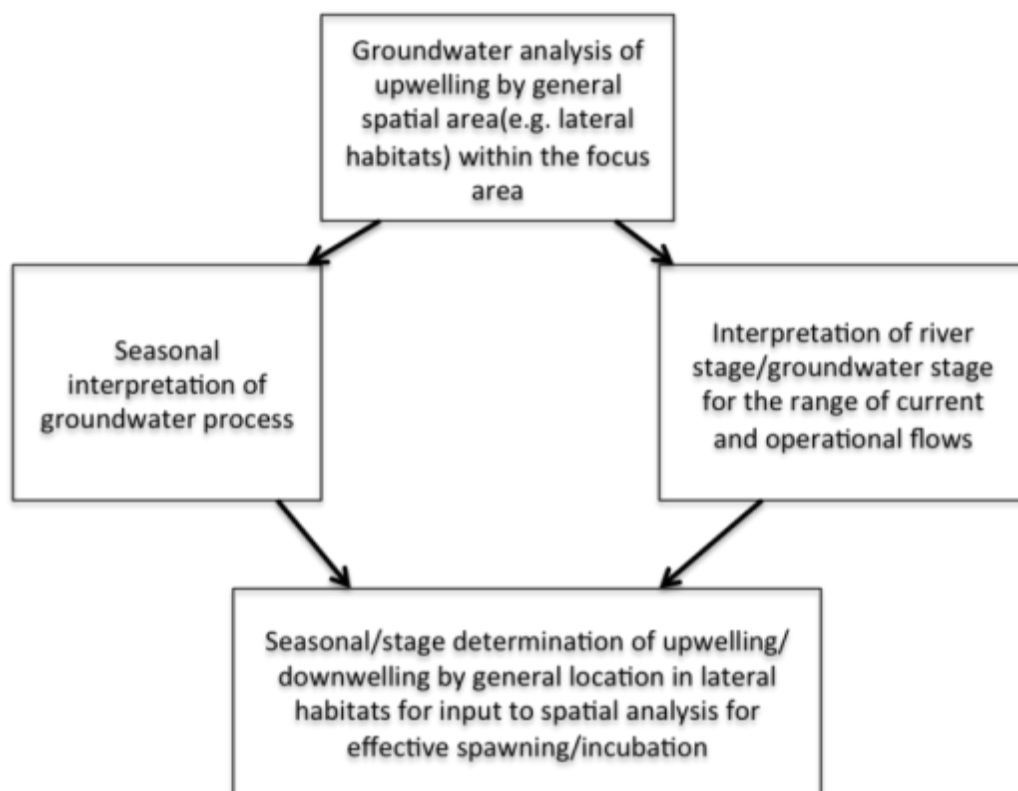 Groundwater analysis of
upwelling by general
spatial area(e.g. lateral
habitats) within the focus
area
Seasonal
interpretation of
groundwater process
Interpretation of river
stage/groundwater stage
for the range of current
and operational flows
Seasonal/stage determination of upwelling/
downwelling by general location in lateral
habitats for input to spatial analysis for
effective spawning/incubation